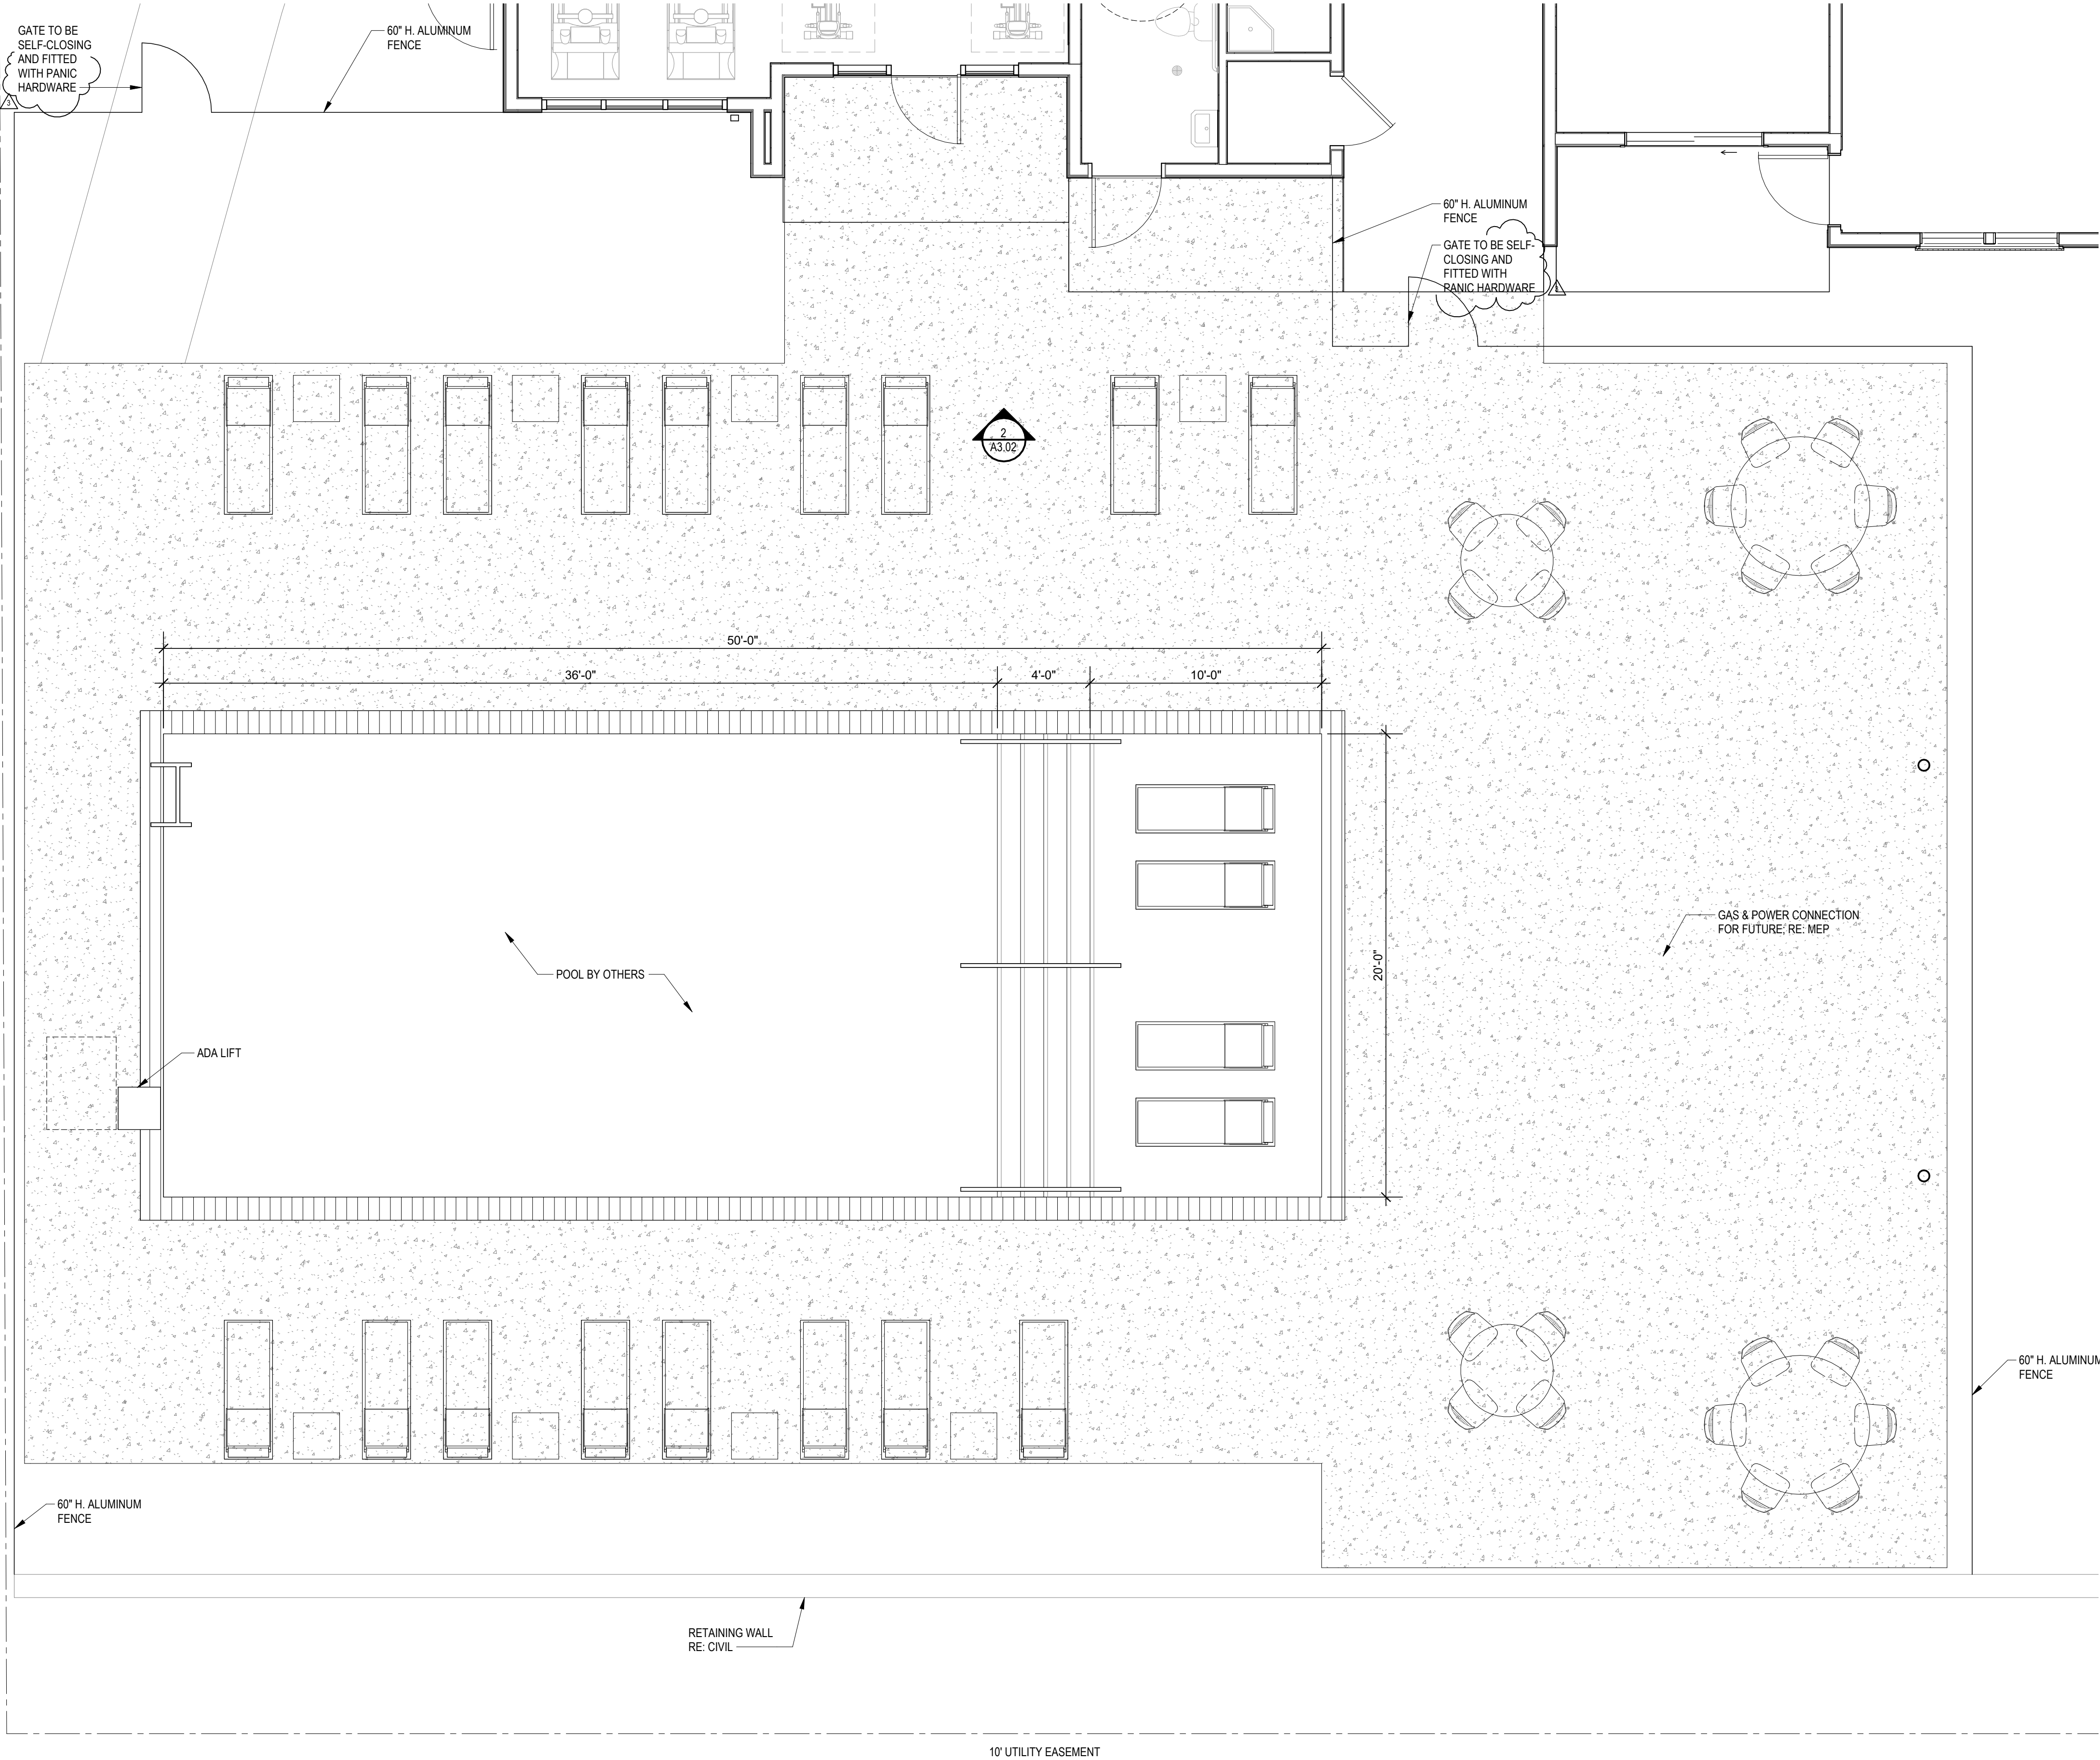 GATE TO BE
SELF-CLOSING
AND FITTED
WITH PANIC
HARDWARE
3
60" H. ALUMINUM
FENCE
60" H. ALUMINUM
FENCE
GATE TO BE SELF-
CLOSING AND
FITTED WITH
PANIC HARDWARE
2
A3.02
50'-0"
36'-0"
4'-0"
10'-0"
20'-0"
GAS & POWER CONNECTION
FOR FUTURE; RE: MEP
POOL BY OTHERS
ADA LIFT
60" H. ALUMINUM
FENCE
60" H. ALUMINUM
FENCE
RETAINING WALL
RE: CIVIL
10' UTILITY EASEMENT